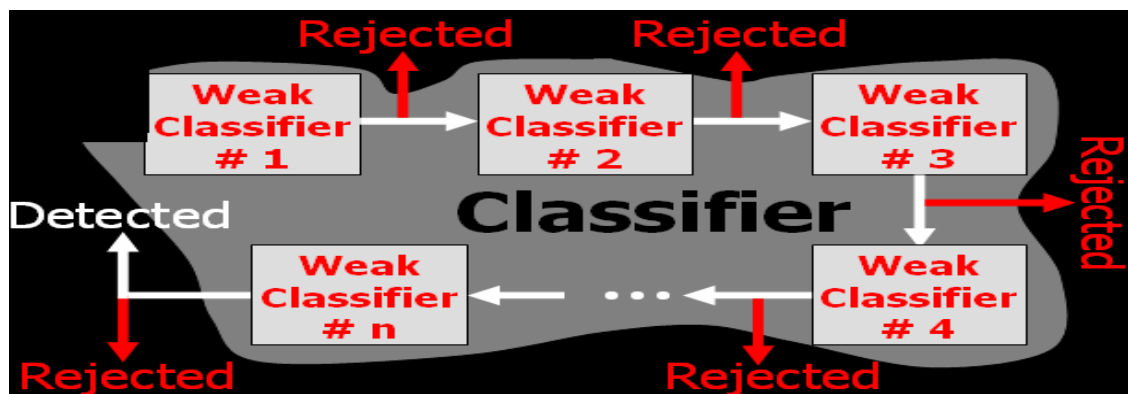 Rejected
Rejected
Weak
Classifier
# 1
Weak
Classifier
# 2
Weak
Classifier
# 3
Rejected
Classifier
Detected
Weak
Classifier
# n
...
Weak
Classifier
# 4
Rejected
Rejected